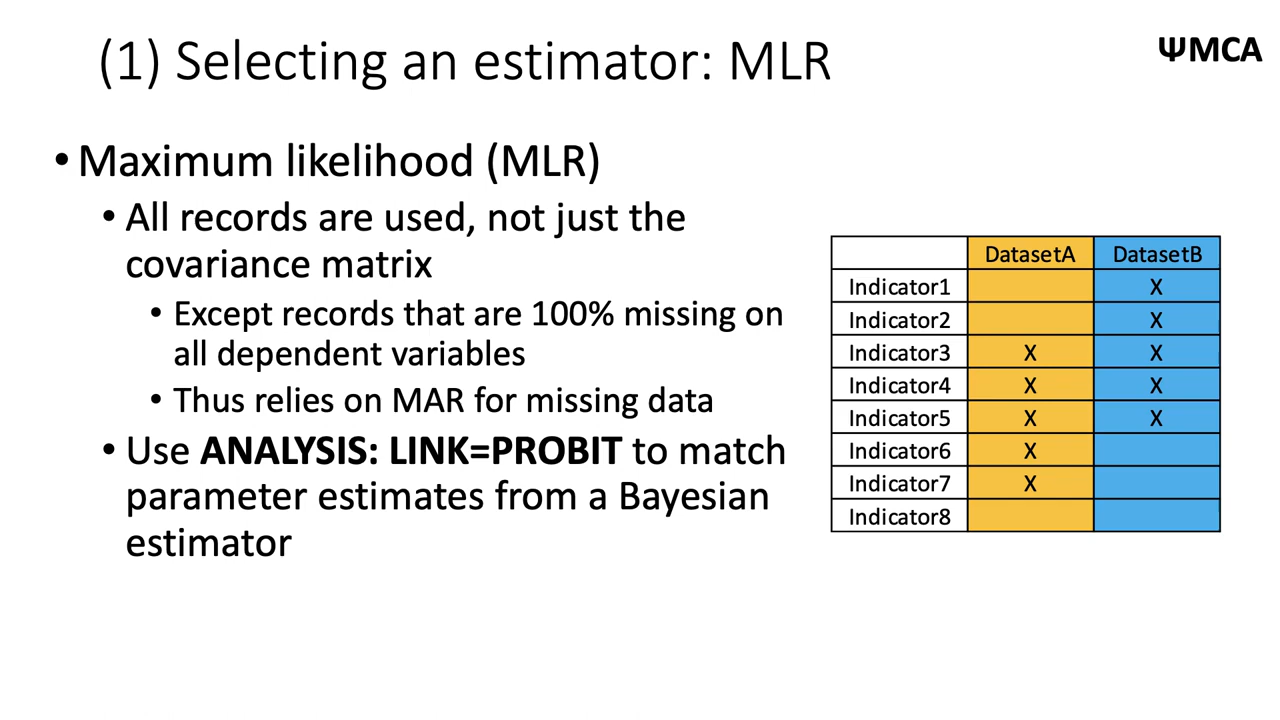 (1) Selecting an estimator: MLR
ΨMCA
• Maximum likelihood (MLR)
• All records are used, not just the
covariance matrix
• Except records that are 100% missing on
all dependent variables
• Thus relies on MAR for missing data
• Use ANALYSIS: LINK=PROBIT to match
parameter estimates from a Bayesian
estimator
DatasetA DatasetB
Indicator1 X
Indicator2 X
Indicator3 X X
Indicator4 X X
Indicator5 X X
Indicator6 X
Indicator7 X
Indicator8